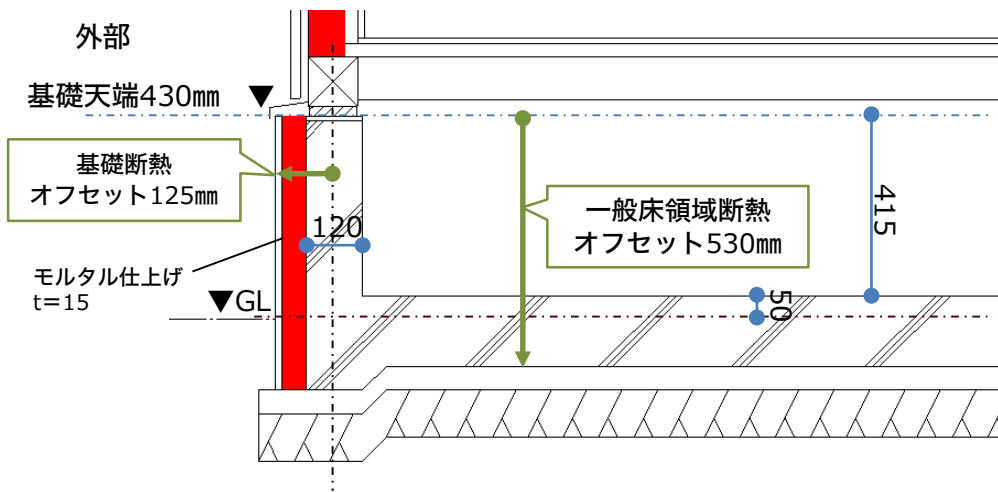 外部
基礎天端430㎜ ▼
基礎断熱
オフセット125㎜
一般床領域断熱
オフセット530㎜
415
120
モルタル仕上げ
t＝15
▼GL
50